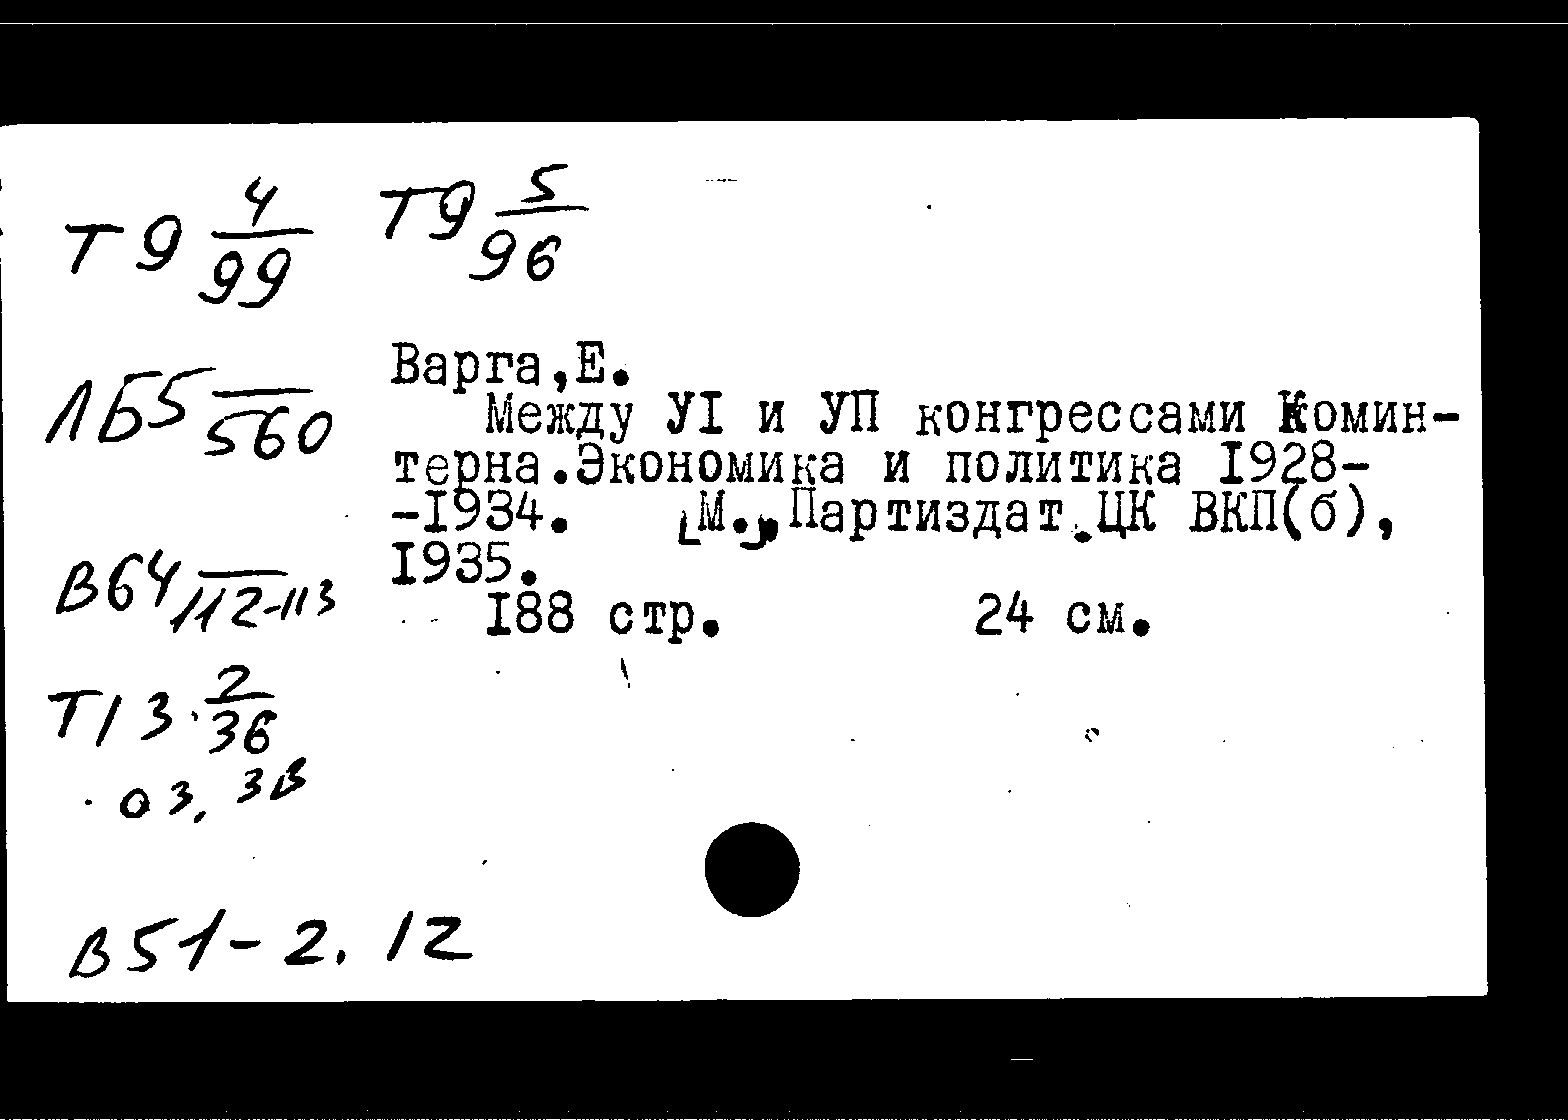 Т9 4/99 Т9 5/96
ЛБ5 —/560
Варга,Е.
Между УI и УП конгрессами Комин-
терна.Экономика и политика I928-
-I934. [М.], Партиздат ЦК ВКП(б),
I935.
В64 —/112-113
I88 стр. 24 см.
Т13 2/36
03. 3В
В51-2. 12